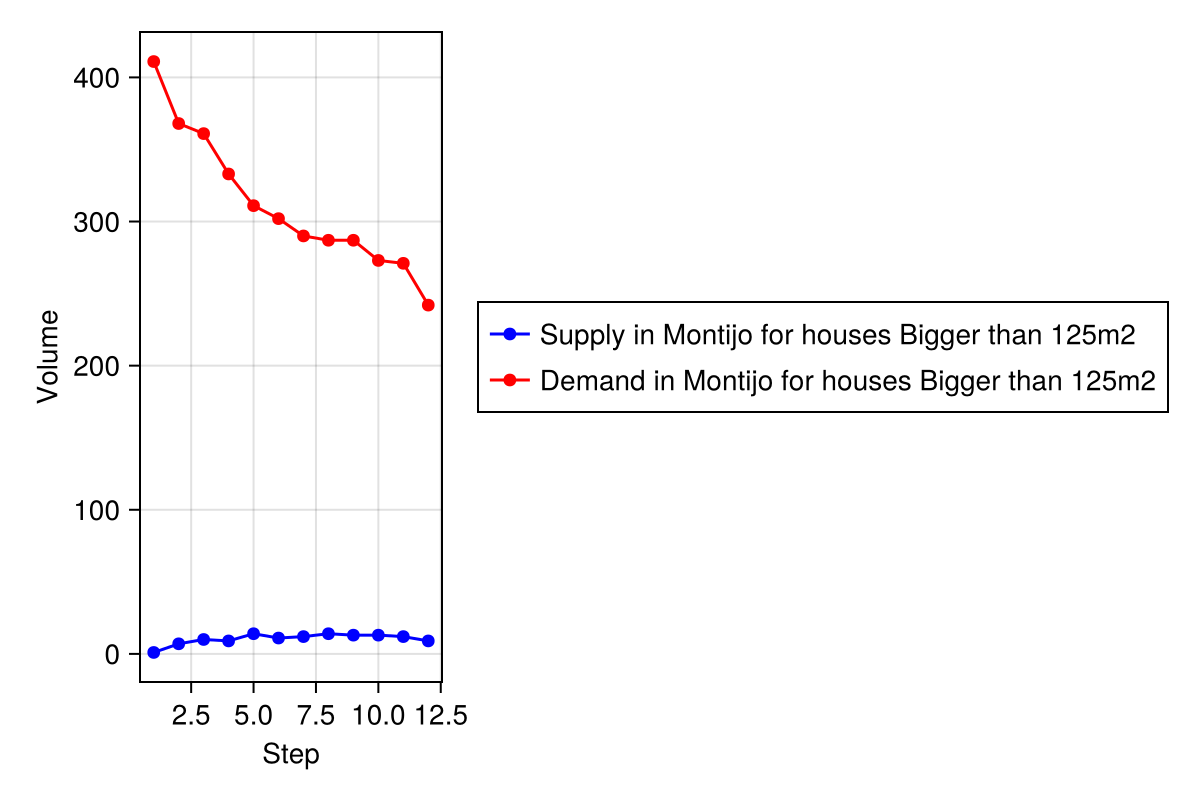 400
300
200
100
0
Volume
2.5 5.0 7.5 10.0 12.5
Step
Supply in Montijo for houses Bigger than 125m2
Demand in Montijo for houses Bigger than 125m2